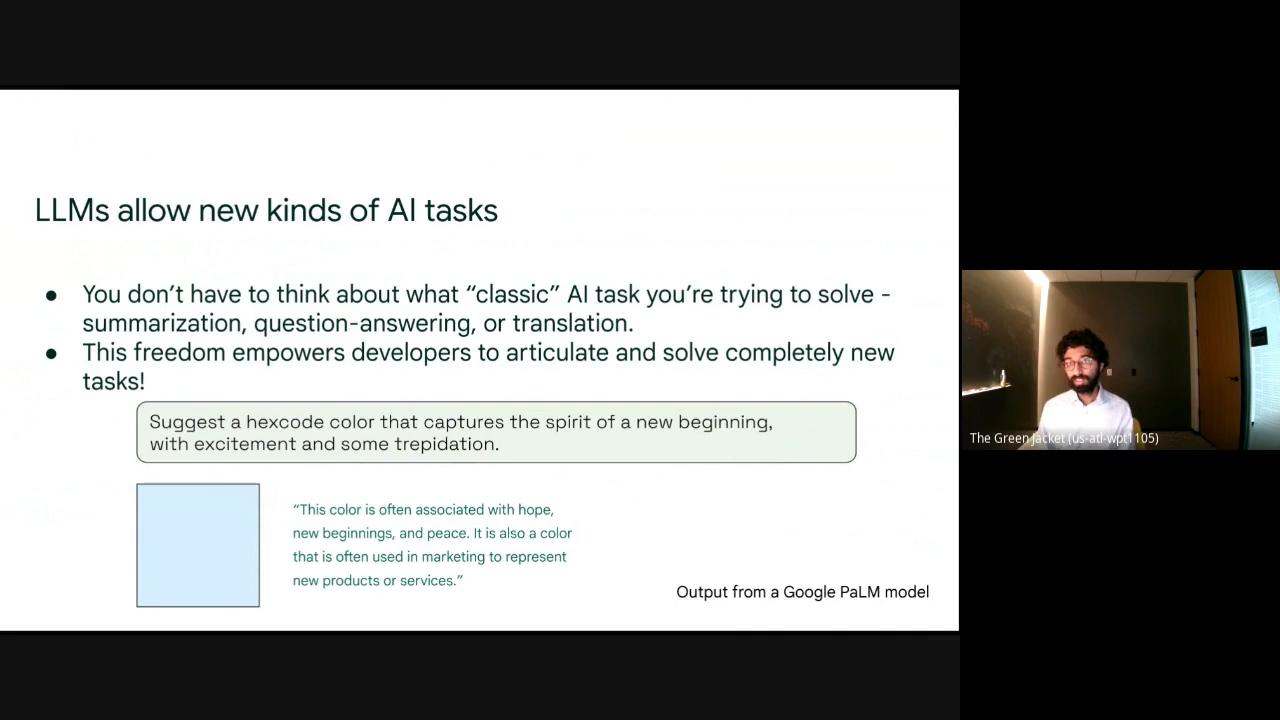 LLMs allow new kinds of AI tasks
● You don’t have to think about what “classic” AI task you’re trying to solve -
summarization, question-answering, or translation.
● This freedom empowers developers to articulate and solve completely new
tasks!
Suggest a hexcode color that captures the spirit of a new beginning,
with excitement and some trepidation.
“This color is often associated with hope,
new beginnings, and peace. It is also a color
that is often used in marketing to represent
new products or services.”
Output from a Google PaLM model
The Green Jacket (us-atl-wpt1105)